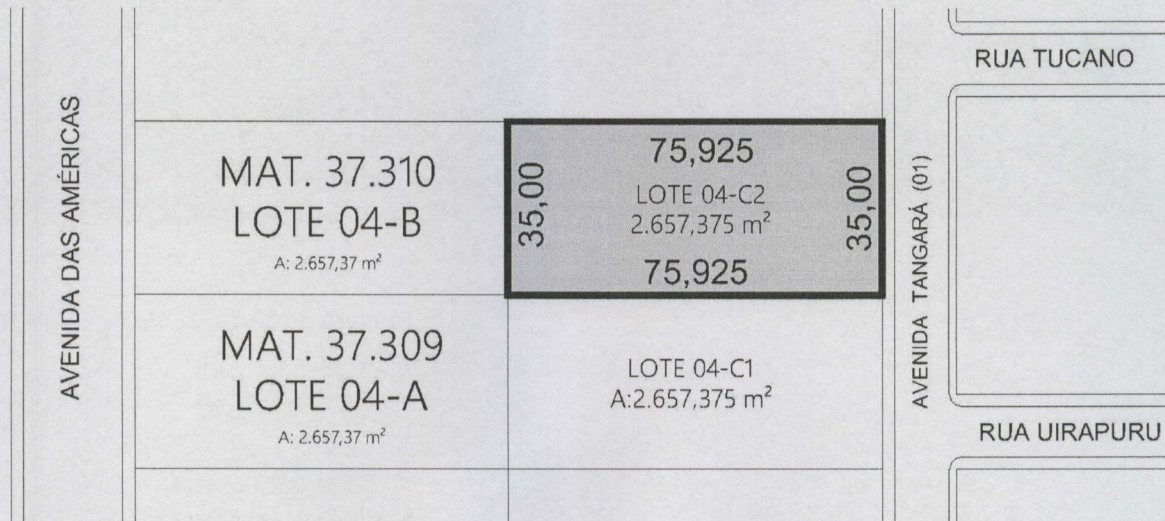 AVENIDA DAS AMÉRICAS
MAT. 37.310
LOTE 04-B
A: 2.657,37 m²
MAT. 37.309
LOTE 04-A
A: 2.657,37 m²
75,925
35,00
LOTE 04-C2
2.657,375 m²
35,00
75,925
LOTE 04-C1
A:2.657,375 m²
AVENIDA TANGARÁ (01)
RUA TUCANO
RUA UIRAPURU